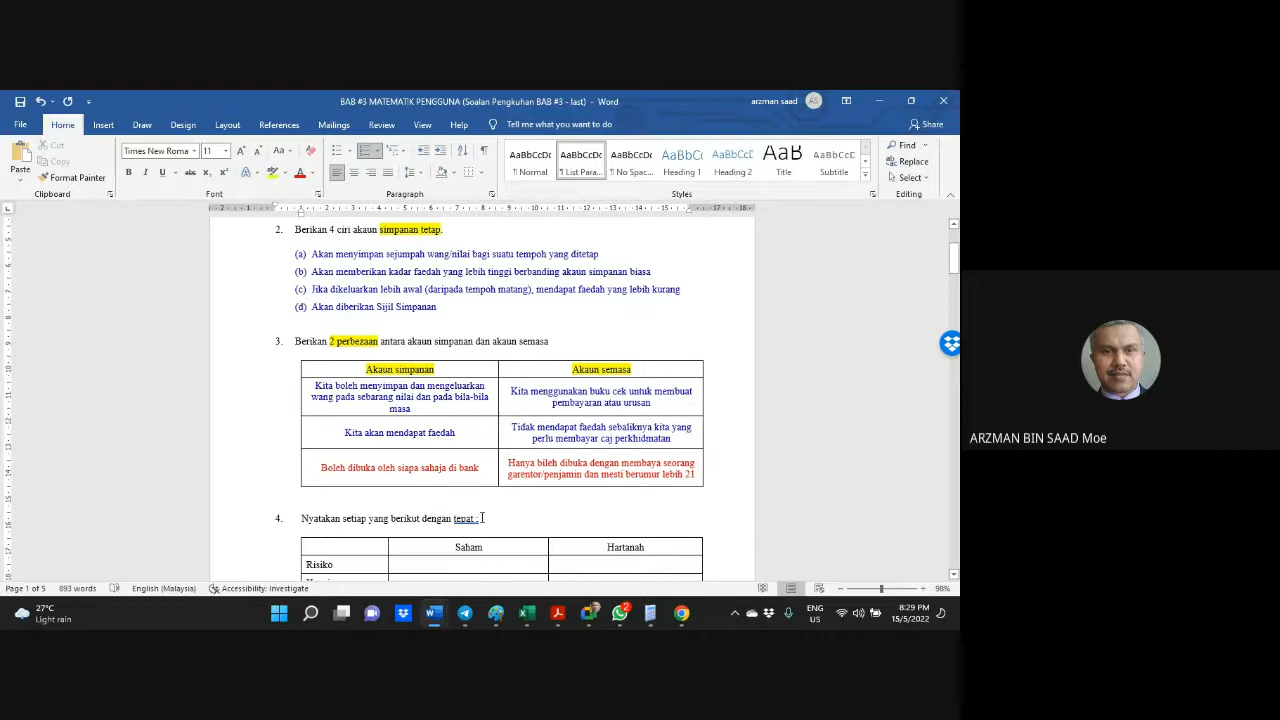 BAB #3 MATEMATIK PENGGUNA (Soalan Pengkuhan BAB #3 - last) - Word
arzman saad
AS
File Home Insert Draw Design Layout References Mailings Review View Help Tell me what you want to do
Share
Paste
Cut
Copy
Format Painter
Clipboard
Times New Roma 11
Font
Paragraph
AaBbCcDc AaBbCcDc AaBbCcDc AaBbCc AaBbCcD AaB AaBbCcD
¶ Normal ¶ List Para... ¶ No Spac... Heading 1 Heading 2 Title Subtitle
Styles
Find
Replace
Select
Editing
2. Berikan 4 ciri akaun simpanan tetap.
(a) Akan menyimpan sejumpah wang/nilai bagi suatu tempoh yang ditetap
(b) Akan memberikan kadar faedah yang lebih tinggi berbanding akaun simpanan biasa
(c) Jika dikeluarkan lebih awal (daripada tempoh matang), mendapat faedah yang lebih kurang
(d) Akan diberikan Sijil Simpanan
3. Berikan 2 perbezaan antara akaun simpanan dan akaun semasa
Akaun simpanan
Akaun semasa
Kita boleh menyimpan dan mengeluarkan
wang pada sebarang nilai dan pada bila-bila
masa
Kita menggunakan buku cek untuk membuat
pembayaran atau urusan
Kita akan mendapat faedah
Tidak mendapat faedah sebaliknya kita yang
perlu membayar caj perkhidmatan
Boleh dibuka oleh siapa sahaja di bank
Hanya bileh dibuka dengan membaya seorang
garentor/penjamin dan mesti berumur lebih 21
4. Nyatakan setiap yang berikut dengan tepat :
Saham
Hartanah
Risiko
Page 1 of 5 893 words English (Malaysia) Accessibility: Investigate
98%
27°C
Light rain
2
ENG
US
8:29 PM
15/5/2022
ARZMAN BIN SAAD Moe